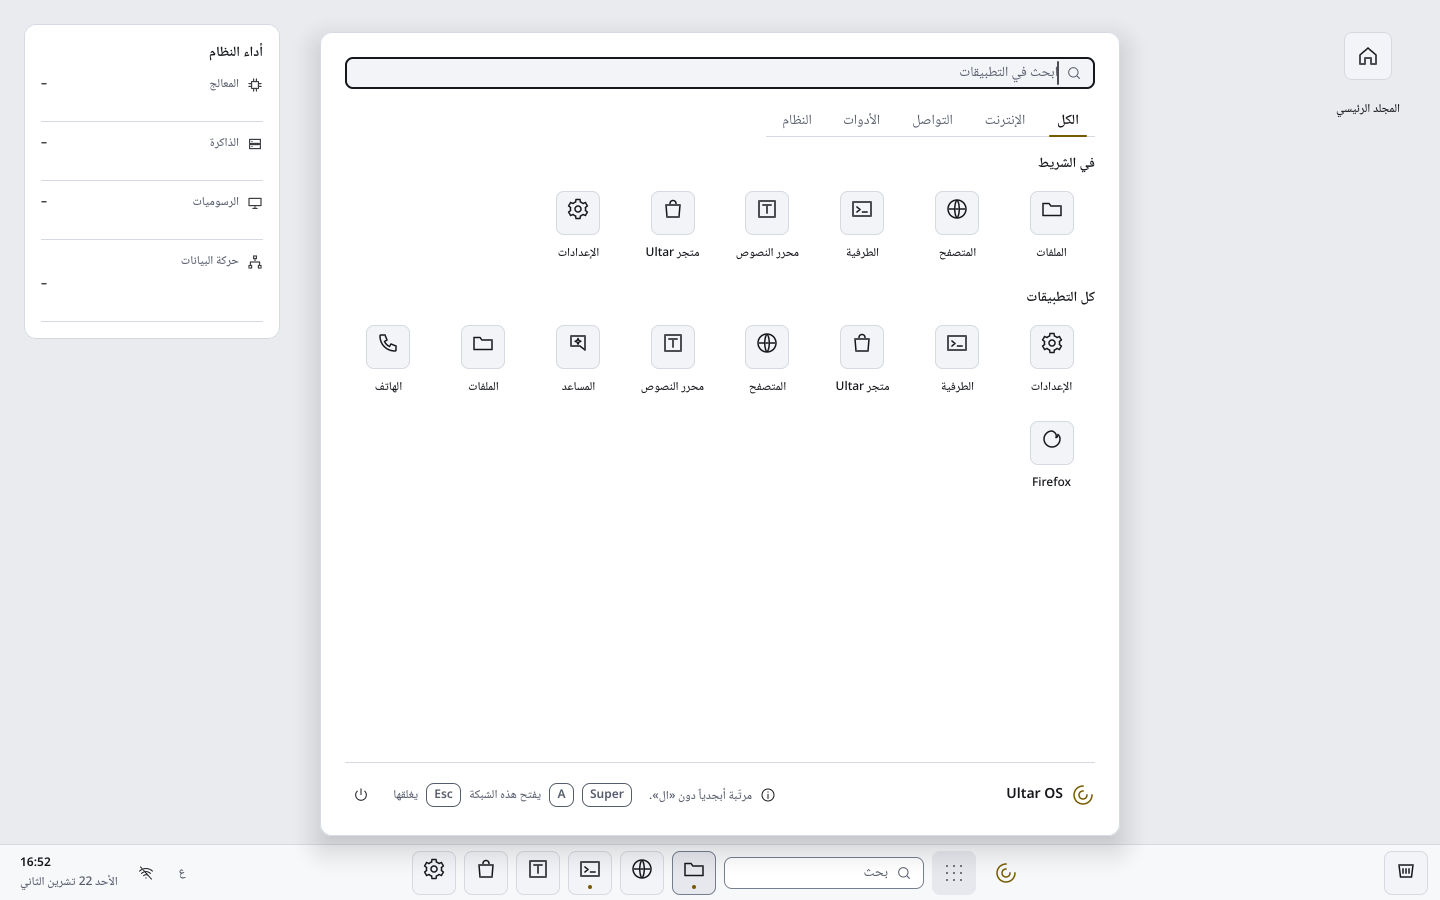 المجلد الرئيسي
ابحث في التطبيقات
الكل
الإنترنت
التواصل
الأدوات
النظام
في الشريط
الملفات
المتصفح
الطرفية
محرر النصوص
متجر Ultar
الإعدادات
كل التطبيقات
الإعدادات
الطرفية
متجر Ultar
المتصفح
محرر النصوص
المساعد
الملفات
الهاتف
Firefox
Ultar OS
مرتّبة أبجدياً دون «ال».
Super
A
يفتح هذه الشبكة
Esc
يغلقها
أداء النظام
المعالج
–
الذاكرة
–
الرسوميات
–
حركة البيانات
–
بحث
ع
16:52
الأحد 22 تشرين الثاني